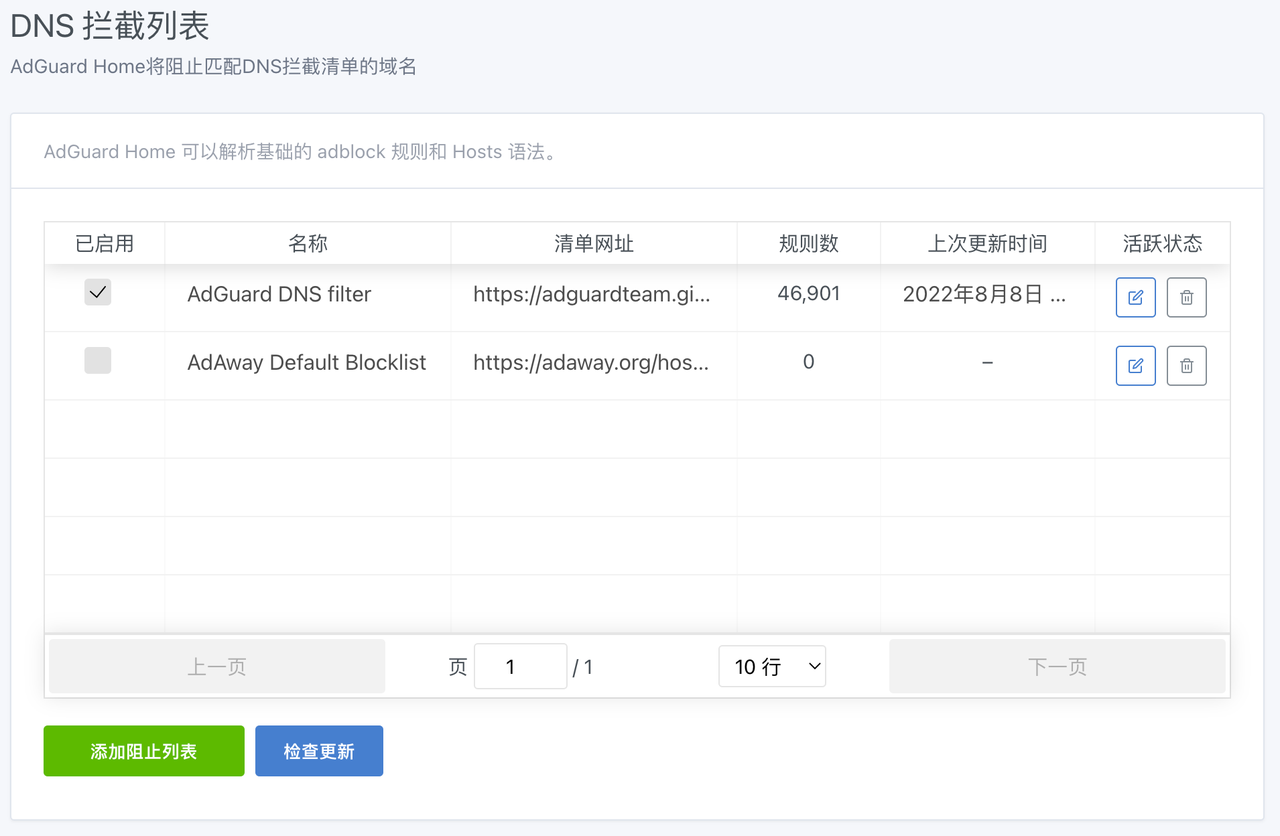 DNS 拦截列表
AdGuard Home将阻止匹配DNS拦截清单的域名
AdGuard Home 可以解析基础的 adblock 规则和 Hosts 语法。
已启用 名称 清单网址 规则数 上次更新时间 活跃状态
AdGuard DNS filter https://adguardteam.gi... 46,901 2022年8月8日 ...
AdAway Default Blocklist https://adaway.org/hos... 0 –
上一页 页 1 / 1 10 行 下一页
添加阻止列表 检查更新